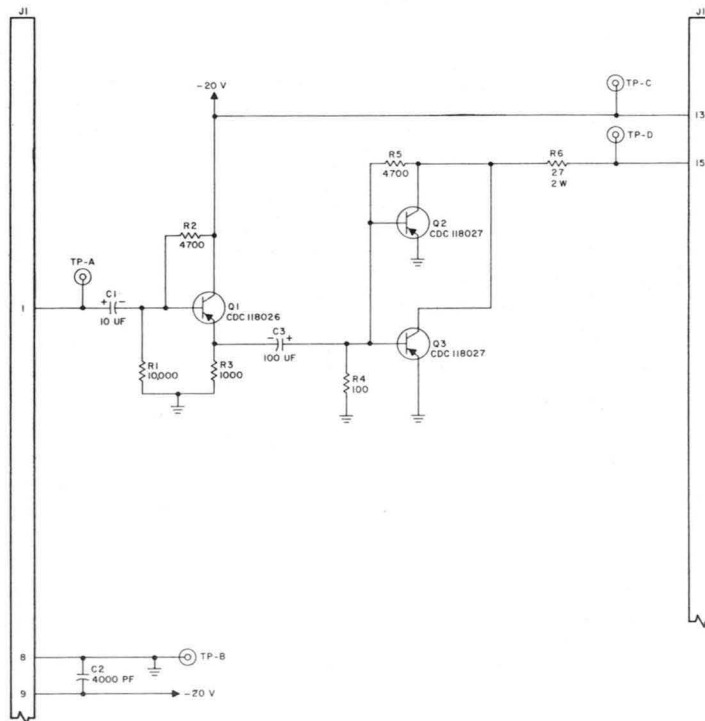 J1
J1
-20 V
TP-C
13
TP-D
R5
4700
R6
27
2 W
15
Q2
CDC 118027
R2
4700
TP-A
C1
+ -
10 UF
1
Q1
CDC 118026
C3
- +
100 UF
Q3
CDC 118027
R1
10,000
R3
1000
R4
100
8
TP-B
C2
4000 PF
9
-20 V